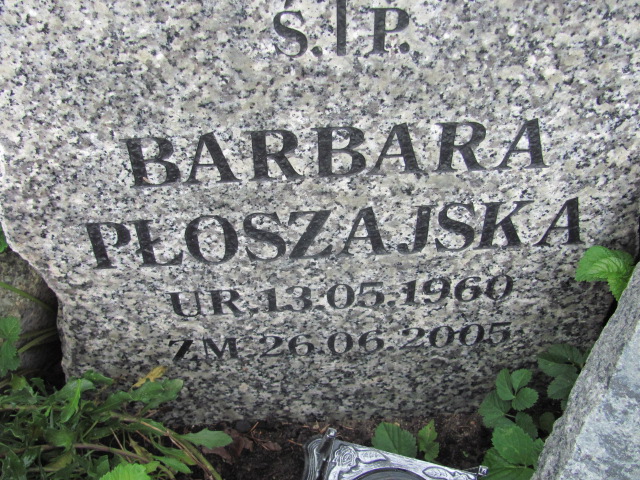 Ś. P.
BARBARA
PŁOSZAJSKA
UR. 13.05.1960
ZM. 26.06.2005